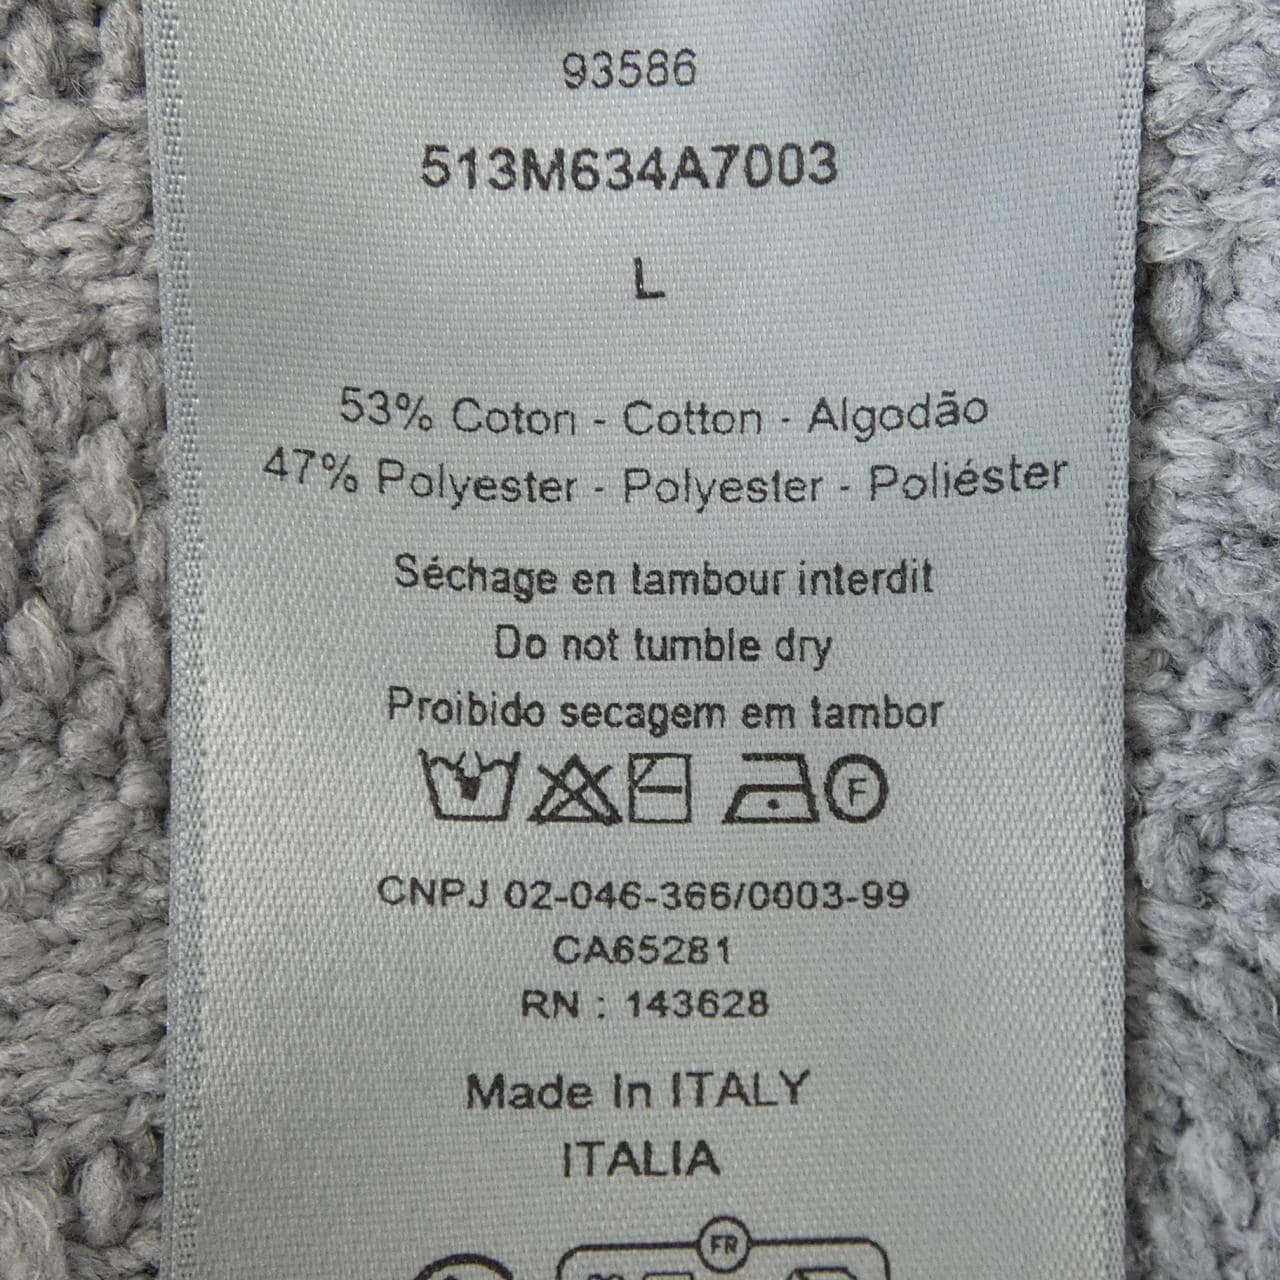 93586
513M634A7003
L
53% Coton - Cotton - Algodão
47% Polyester - Polyester - Poliéster
Séchage en tambour interdit
Do not tumble dry
Proibido secagem em tambor
F
CNPJ 02-046-366/0003-99
CA65281
RN : 143628
Made In ITALY
ITALIA
FR